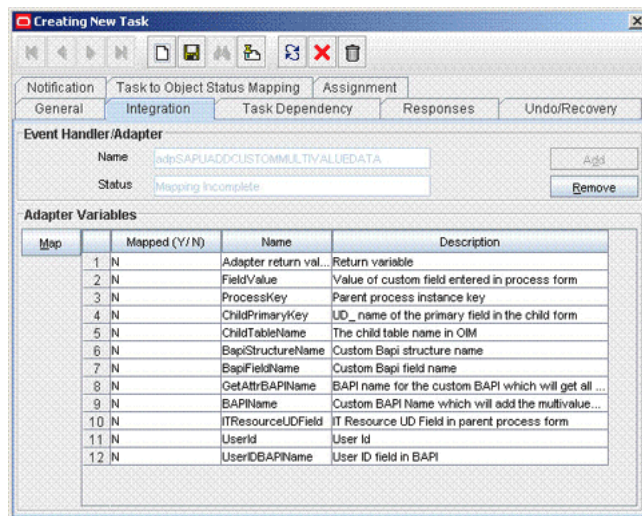 Creating New Task
Notification Task to Object Status Mapping Assignment
General Integration Task Dependency Responses Undo/Recovery
Event Handler/Adapter
Name adpSAPUADDCUSTOMMULTIVALUEDATA Add
Status Mapping Incomplete Remove
Adapter Variables
Map Mapped (Y/N) Name Description
1 N Adapter return val... Return variable
2 N FieldValue Value of custom field entered in process form
3 N ProcessKey Parent process instance key
4 N ChildPrimaryKey UD_ name of the primary field in the child form
5 N ChildTableName The child table name in OIM
6 N BapiStructureName Custom Bapi structure name
7 N BapiFieldName Custom Bapi field name
8 N GetAttrBAPIName BAPI name for the custom BAPI which will get all ...
9 N BAPIName Custom BAPI Name which will add the multivalue...
10 N ITResourceUDField IT Resource UD Field in parent process form
11 N UserId User Id
12 N UserIDBAPIName User ID field in BAPI